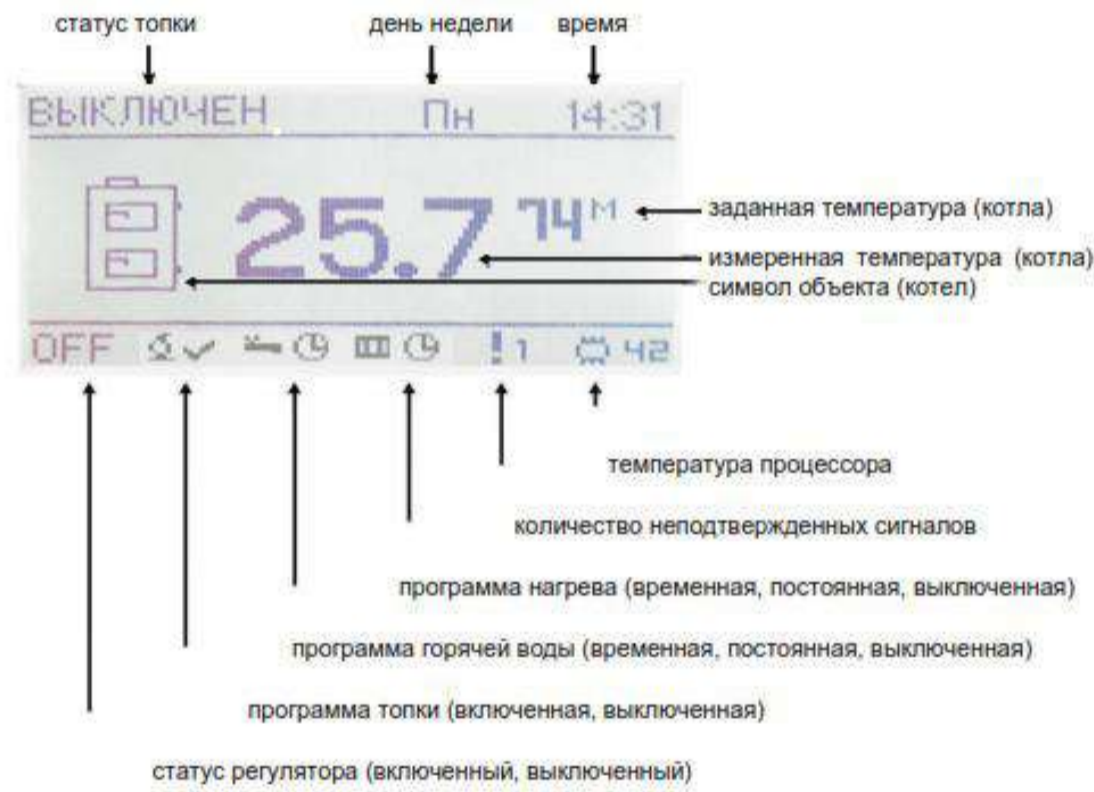 статус топки день недели время
ВЫКЛЮЧЕН Пн 14:31
25.7 74 М
заданная температура (котла)
измеренная температура (котла)
символ объекта (котел)
OFF ! 1 42
температура процессора
количество неподтвержденных сигналов
программа нагрева (временная, постоянная, выключенная)
программа горячей воды (временная, постоянная, выключенная)
программа топки (включенная, выключенная)
статус регулятора (включенный, выключенный)